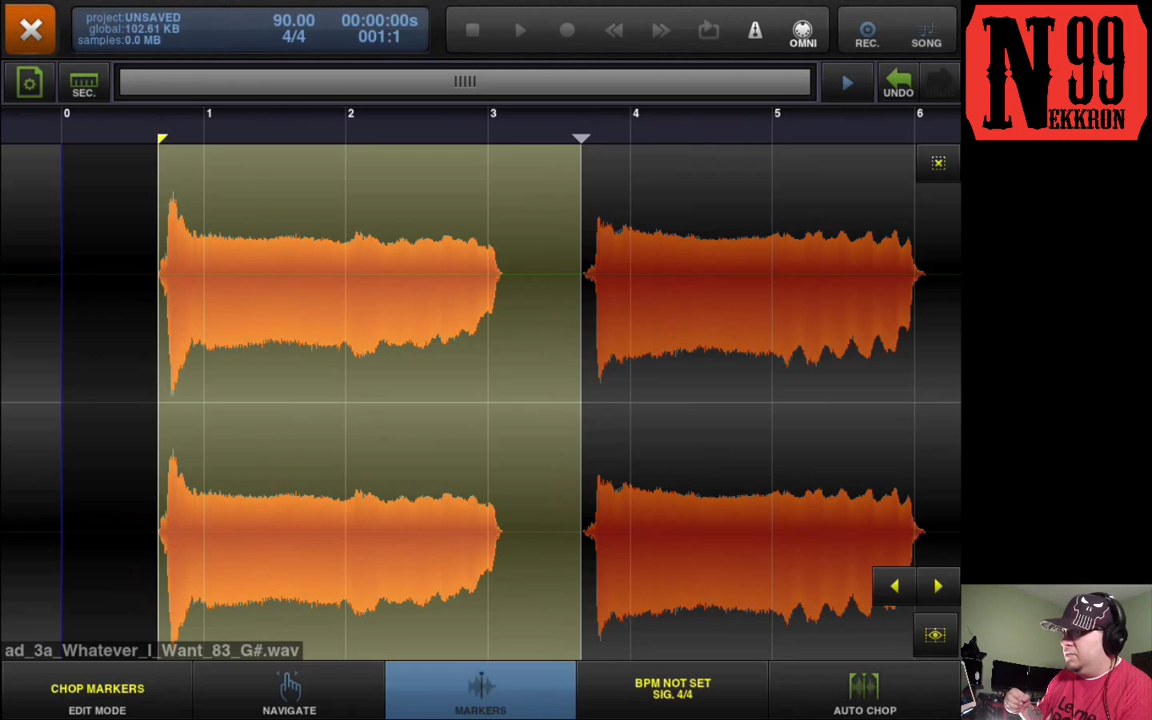 project:UNSAVED
global:102.61 KB
samples:0.0 MB
90.00
4/4
00:00:00s
001:1
OMNI
REC.
SONG
N99
NEKKRON
SEC.
UNDO
0 1 2 3 4 5 6
ad_3a_Whatever_I_Want_83_G#.wav
CHOP MARKERS
EDIT MODE
NAVIGATE
MARKERS
BPM NOT SET
SIG. 4/4
AUTO CHOP